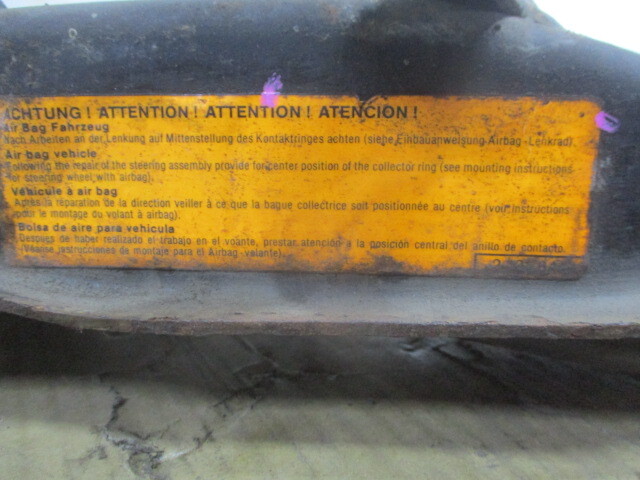 ACHTUNG ! ATTENTION ! ATTENTION ! ATENCION !
Air Bag Fahrzeug
Nach Arbeiten an der Lenkung auf Mittenstellung des Kontaktringes achten (siehe Einbauanweisung Airbag-Lenkrad).
Air bag vehicle
Following the repair of the steering assembly provide for center position of the collector ring (see mounting instructions
for steering wheel with airbag).
Véhicule à air bag
Après la réparation de la direction veiller à ce que la bague collectrice soit positionnée au centre (voir instructions
pour le montage du volant à airbag).
Bolsa de aire para vehicula
Despues de haber realizado el trabajo en el volante, prestar atención a la posición central del anillo de contacto.
(Véanse instrucciones de montaje para el Airbag-volante).